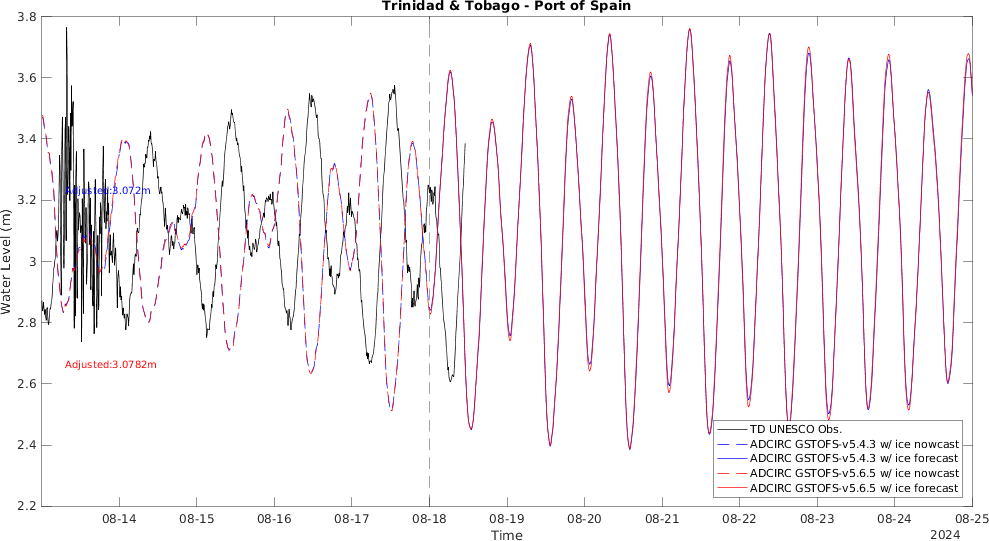 Trinidad & Tobago - Port of Spain
3.8
3.6
3.4
3.2
3
2.8
2.6
2.4
2.2
Water Level (m)
Adjusted:3.072m
Adjusted:3.0782m
TD UNESCO Obs.
ADCIRC GSTOFS-v5.4.3 w/ ice nowcast
ADCIRC GSTOFS-v5.4.3 w/ ice forecast
ADCIRC GSTOFS-v5.6.5 w/ ice nowcast
ADCIRC GSTOFS-v5.6.5 w/ ice forecast
08-14 08-15 08-16 08-17 08-18 08-19 08-20 08-21 08-22 08-23 08-24 08-25
Time
2024